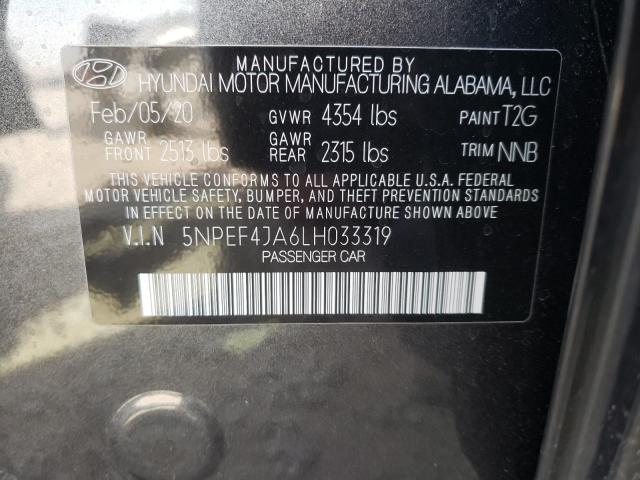 MANUFACTURED BY
HYUNDAI MOTOR MANUFACTURING ALABAMA, LLC
Feb/05/20 GVWR 4354 lbs PAINT T2G
GAWR FRONT 2513 lbs GAWR REAR 2315 lbs TRIM NNB
THIS VEHICLE CONFORMS TO ALL APPLICABLE U.S.A. FEDERAL
MOTOR VEHICLE SAFETY, BUMPER, AND THEFT PREVENTION STANDARDS
IN EFFECT ON THE DATE OF MANUFACTURE SHOWN ABOVE
V.I.N 5NPEF4JA6LH033319
PASSENGER CAR